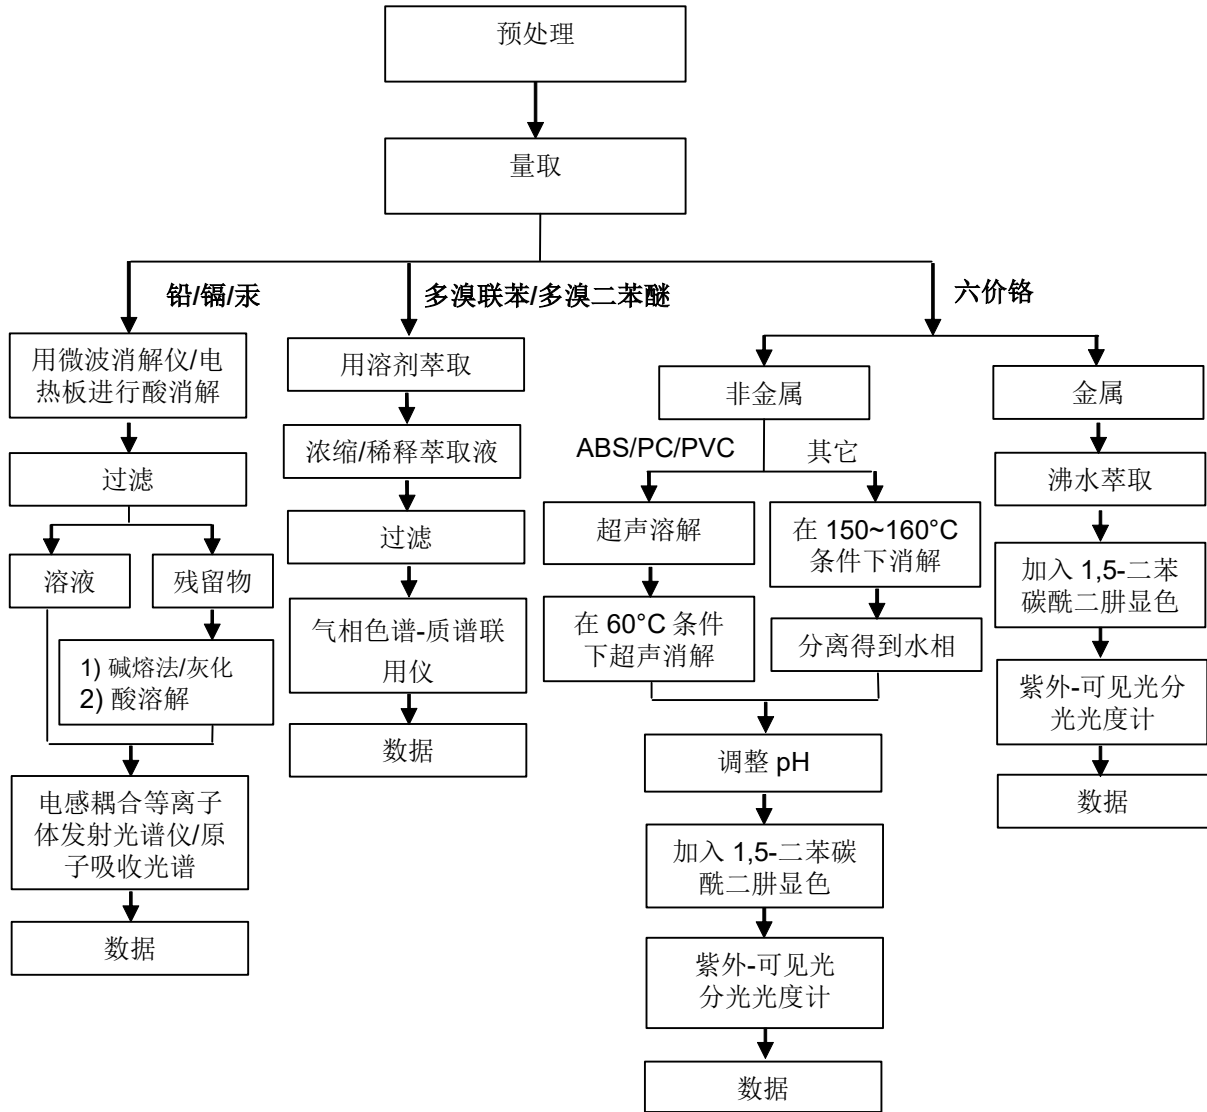 预处理
量取
铅/镉/汞
多溴联苯/多溴二苯醚
六价铬
用微波消解仪/电
热板进行酸消解
过滤
溶液
残留物
1) 碱熔法/灰化
2) 酸溶解
电感耦合等离子
体发射光谱仪/原
子吸收光谱
数据
用溶剂萃取
浓缩/稀释萃取液
过滤
气相色谱-质谱联
用仪
数据
非金属
ABS/PC/PVC
其它
超声溶解
在 60°C 条件
下超声消解
在 150~160°C
条件下消解
分离得到水相
调整 pH
加入 1,5-二苯碳
酰二肼显色
紫外-可见光
分光光度计
数据
金属
沸水萃取
加入 1,5-二苯
碳酰二肼显色
紫外-可见光分
光光度计
数据